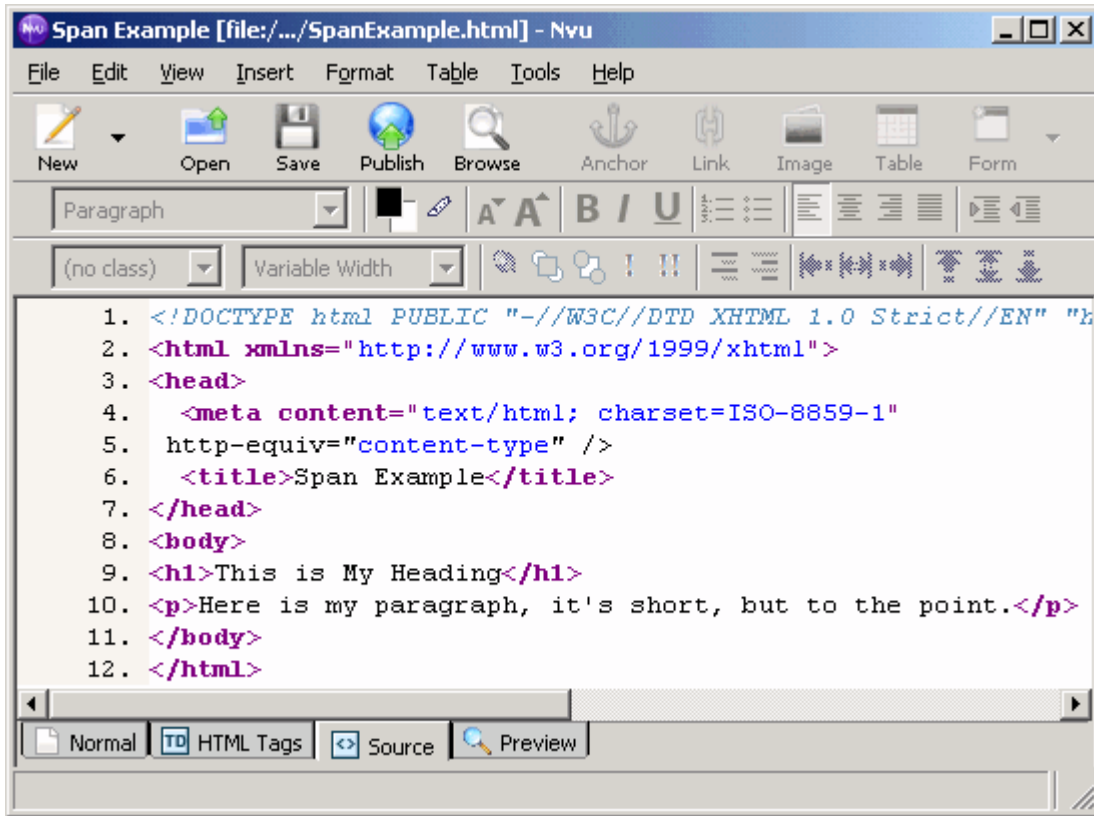 Span Example [file:/.../SpanExample.html] - Nvu
File Edit View Insert Format Table Tools Help
New Open Save Publish Browse Anchor Link Image Table Form
Paragraph A A B I U
(no class) Variable Width ! !!
1. <!DOCTYPE html PUBLIC "-//W3C//DTD XHTML 1.0 Strict//EN" "h
2. <html xmlns="http://www.w3.org/1999/xhtml">
3. <head>
4. <meta content="text/html; charset=ISO-8859-1"
5. http-equiv="content-type" />
6. <title>Span Example</title>
7. </head>
8. <body>
9. <h1>This is My Heading</h1>
10. <p>Here is my paragraph, it's short, but to the point.</p>
11. </body>
12. </html>
Normal TD HTML Tags <> Source Preview